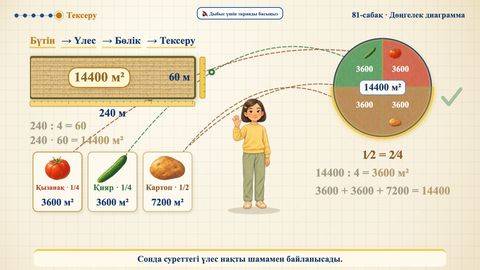 Тексеру
Дыбыс үшін таранды басыңыз
81-сабақ · Дөңгелек диаграмма
Бүтін → Үлес → Бөлік → Тексеру
14400 м²
60 м
240 м
240 : 4 = 60
240 · 60 = 14400 м²
Қызанақ · 1/4
3600 м²
Қияр · 1/4
3600 м²
Картоп · 1/2
7200 м²
3600
3600
14400 м²
3600
3600
1/2 = 2/4
14400 : 4 = 3600 м²
3600 + 3600 + 7200 = 14400
Сонда суреттегі үлес нақты шамамен байланысады.